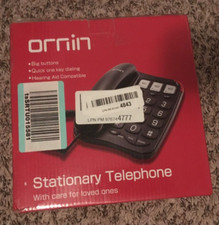 ornin
•Big buttons
•Quick one key dialing
•Hearing Aid Compatible
4843
4777
Stationary Telephone
With care for loved ones